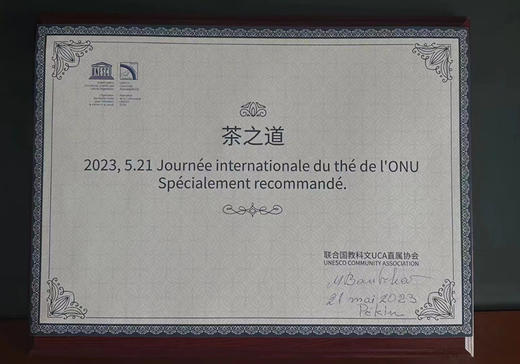 茶之道
2023, 5.21 Journée internationale du thé de l'ONU
Spécialement recommandé.
联合国教科文UCA直属协会
UNESCO COMMUNITY ASSOCIATION
21 mai 2023
Pékin